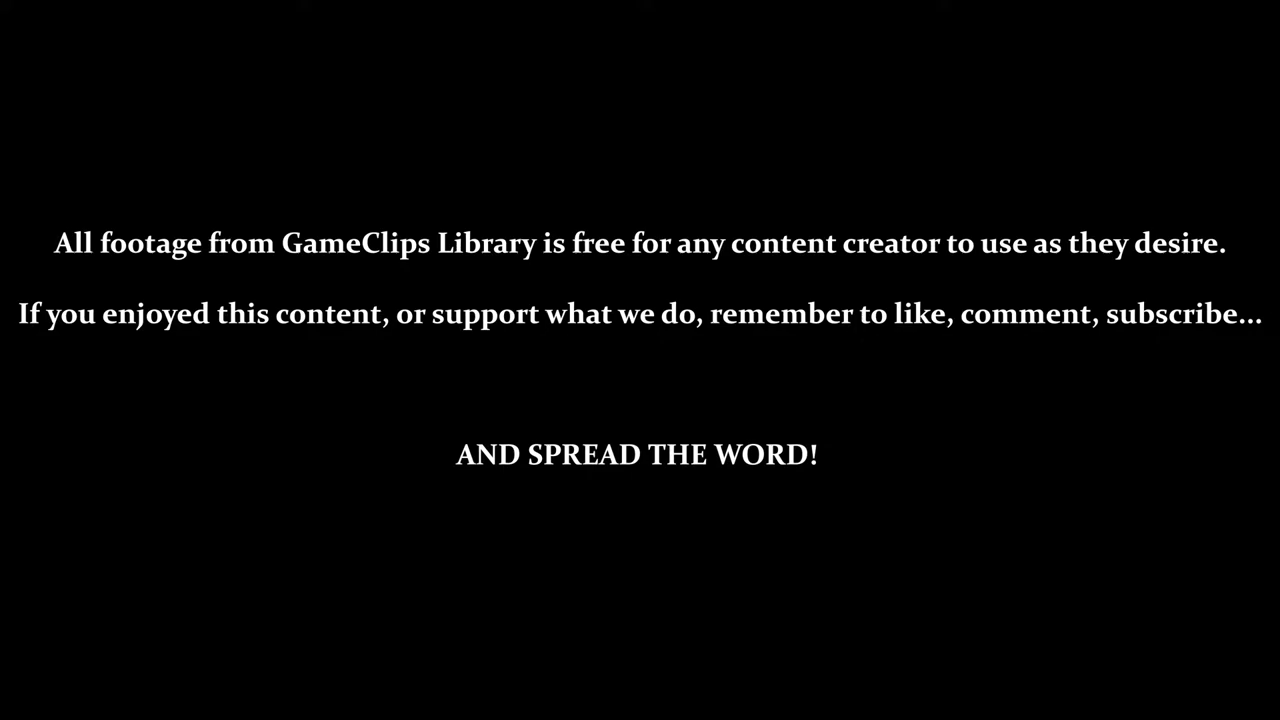 All footage from GameClips Library is free for any content creator to use as they desire.
If you enjoyed this content, or support what we do, remember to like, comment, subscribe...
AND SPREAD THE WORD!